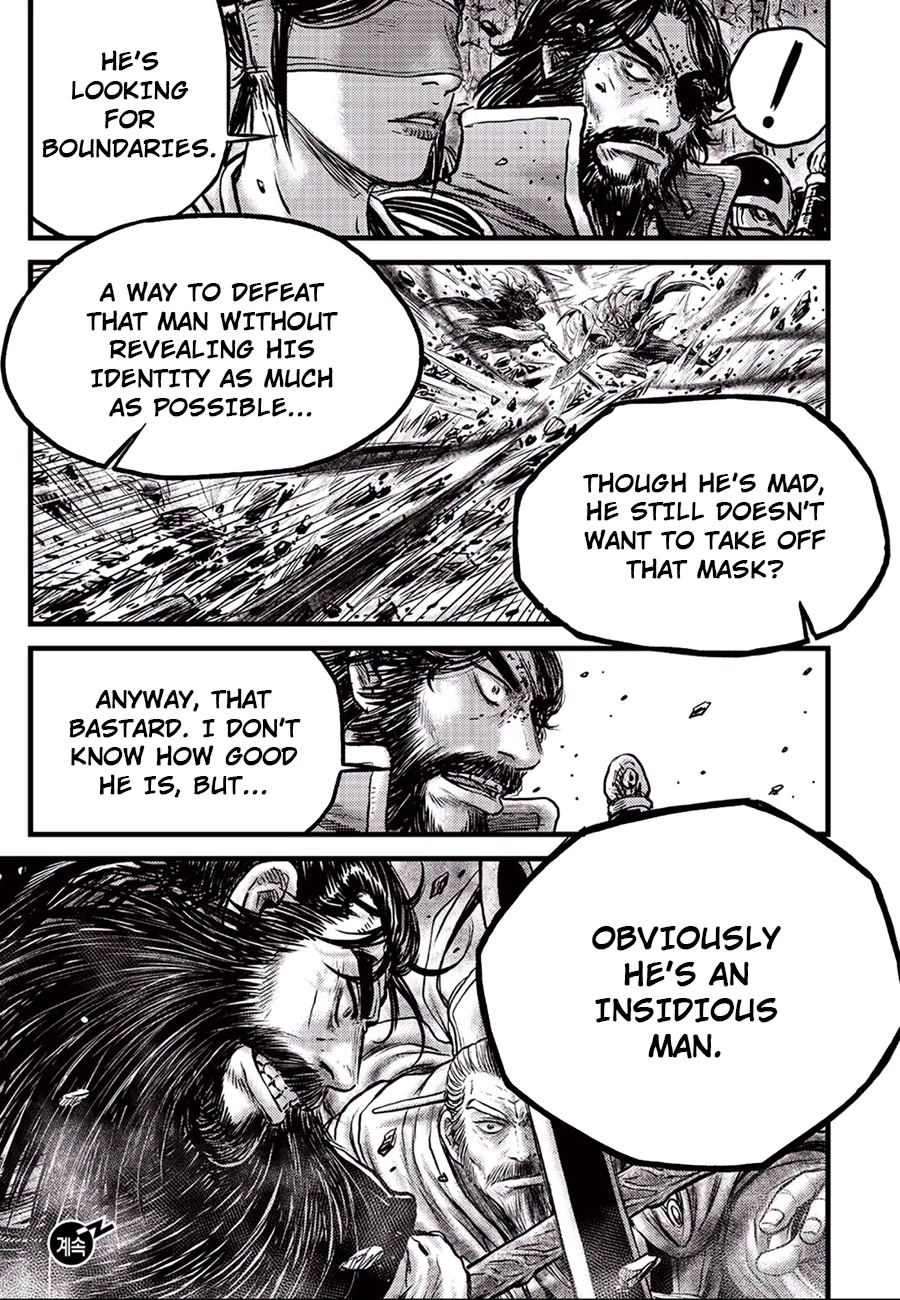 HE'S
LOOKING
FOR
BOUNDARIES.
!
A WAY TO DEFEAT
THAT MAN WITHOUT
REVEALING HIS
IDENTITY AS MUCH
AS POSSIBLE...
THOUGH HE'S MAD,
HE STILL DOESN'T
WANT TO TAKE OFF
THAT MASK?
ANYWAY, THAT
BASTARD. I DON'T
KNOW HOW GOOD
HE IS, BUT...
OBVIOUSLY
HE'S AN
INSIDIOUS
MAN.
계속